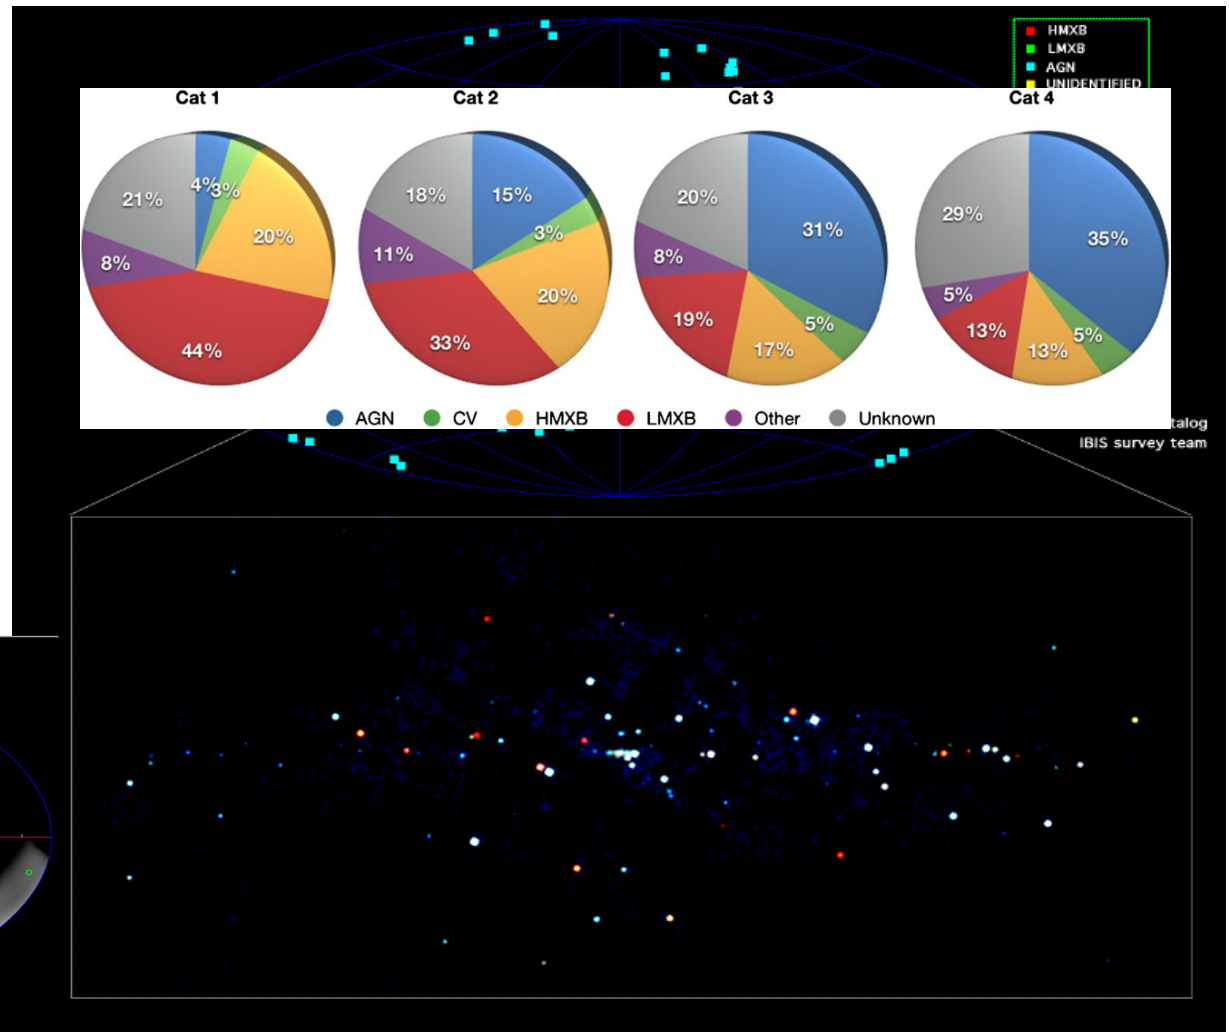 HMXB
LMXB
AGN
UNIDENTIFIED
Cat 1
Cat 2
Cat 3
Cat 4
4%
3%
20%
44%
8%
21%
15%
3%
20%
33%
11%
18%
31%
5%
17%
19%
8%
20%
35%
5%
13%
13%
5%
29%
AGN CV HMXB LMXB Other Unknown
IBIS survey team